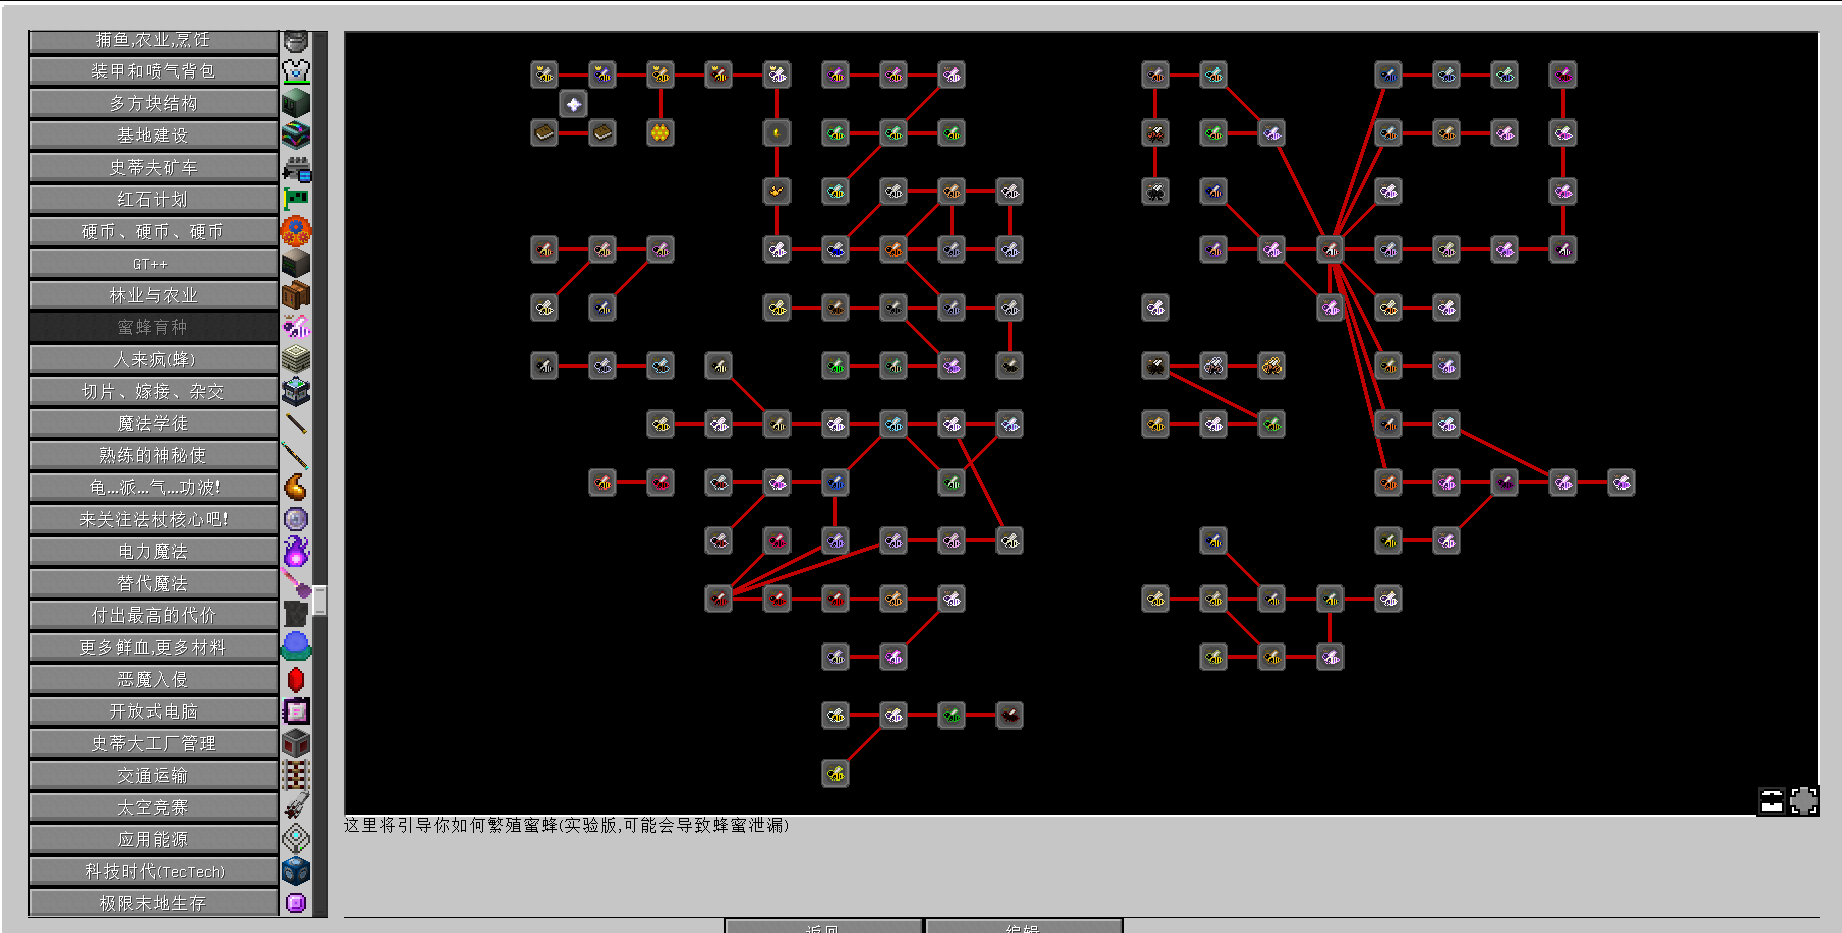 捕鱼,农业,烹饪
装甲和喷气背包
多方块结构
基地建设
史蒂夫矿车
红石计划
硬币、硬币、硬币
GT++
林业与农业
蜜蜂育种
人来疯(蜂)
切片、嫁接、杂交
魔法学徒
熟练的神秘使
龟...派...气...功波!
来关注法杖核心吧!
电力魔法
替代魔法
付出最高的代价
更多鲜血,更多材料
恶魔入侵
开放式电脑
史蒂夫工厂管理
交通运输
太空竞赛
应用能源
科技时代(TecTech)
极限末地生存
这里将引导你如何繁殖蜜蜂(实验版,可能会导致蜂蜜泄漏)
返回
编辑